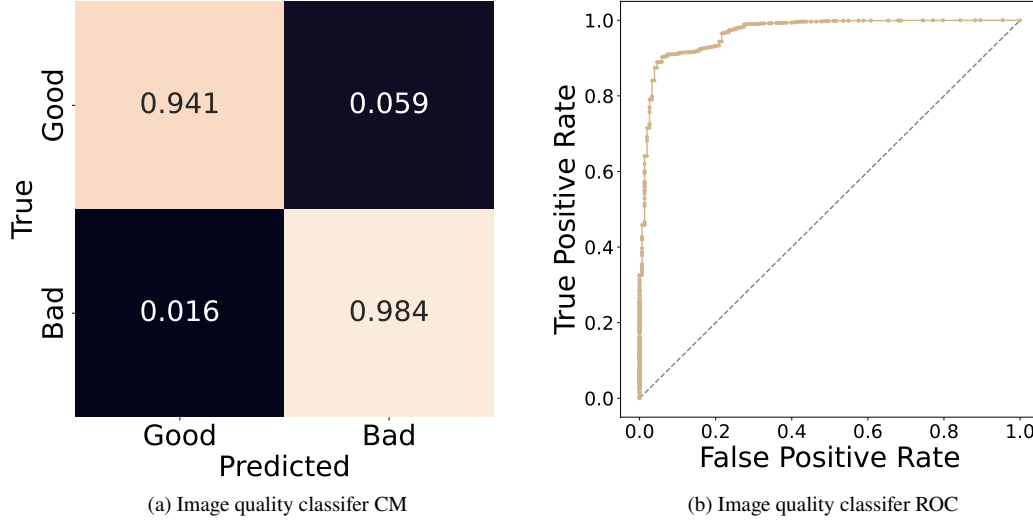 Good
0.941
0.059
True
Bad
0.016
0.984
Good
Bad
Predicted
(a) Image quality classifer CM
1.0
0.8
0.6
0.4
0.2
0.0
True Positive Rate
0.0 0.2 0.4 0.6 0.8 1.0
False Positive Rate
(b) Image quality classifer ROC